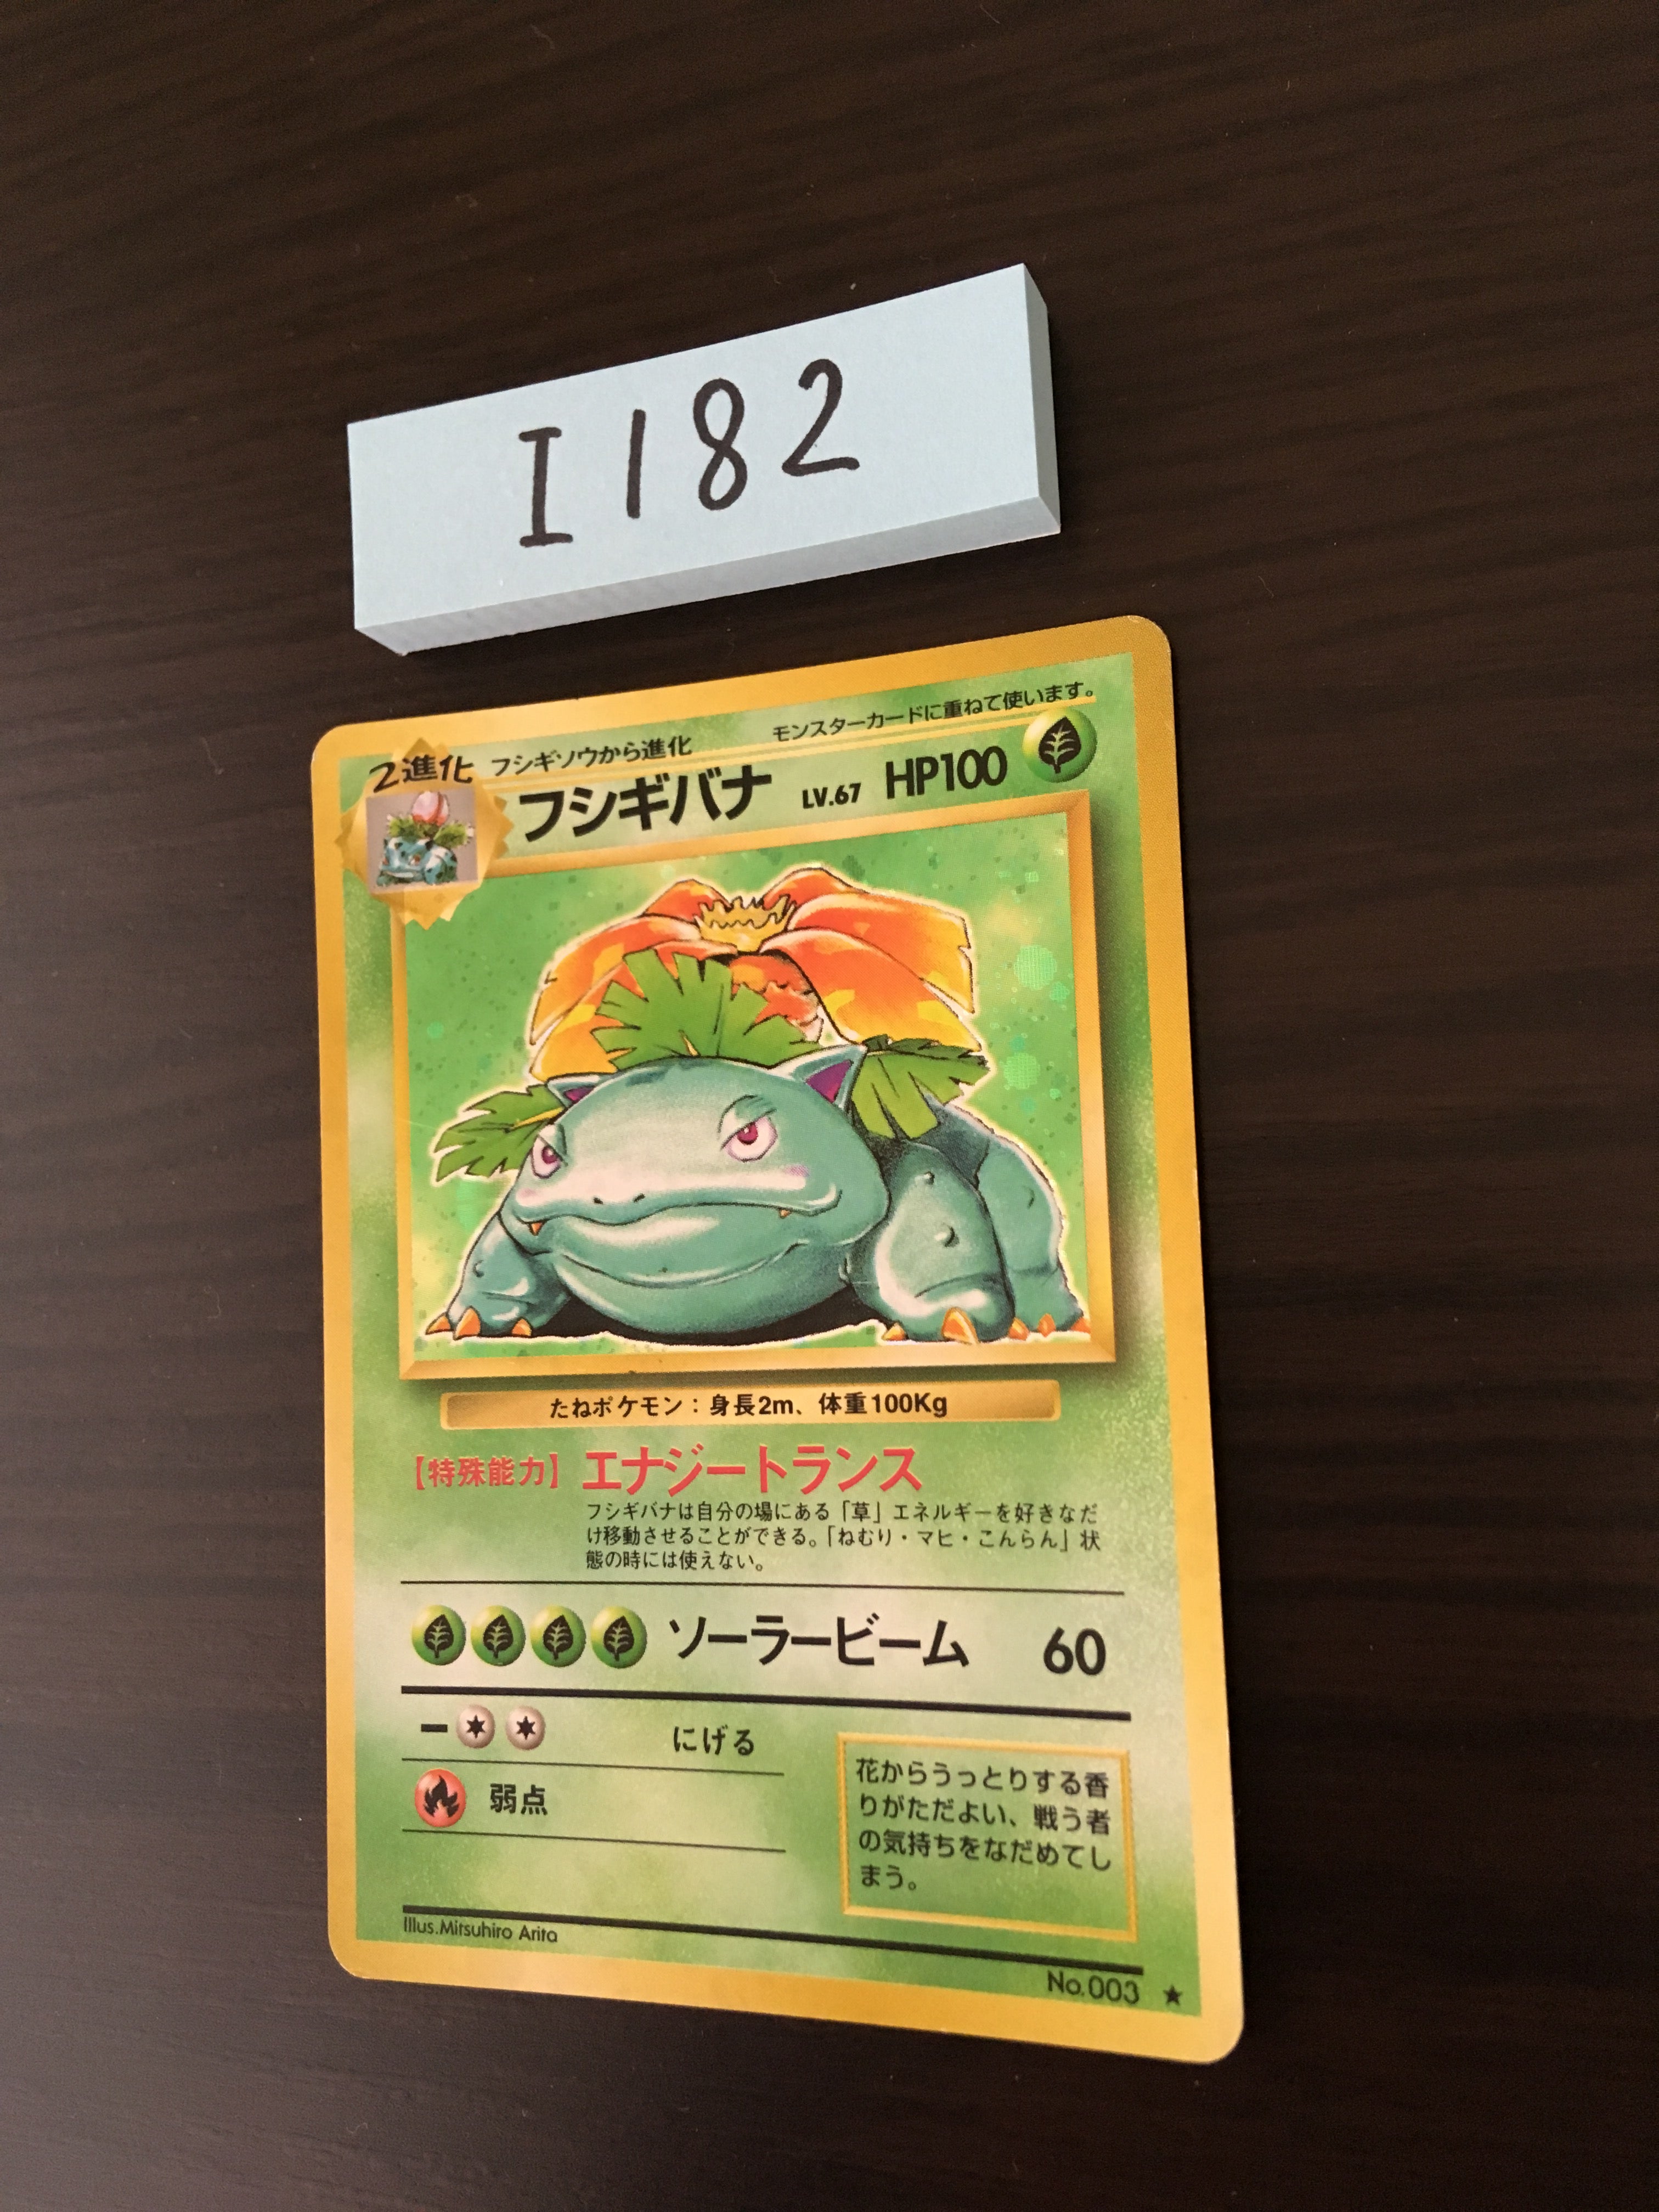 I182
モンスターカードに重ねて使います。
2進化 フシギソウから進化
フシギバナ LV.67 HP100
たねポケモン：身長2m、体重100Kg
【特殊能力】エナジートランス
フシギバナは自分の場にある「草」エネルギーを好きなだ
け移動させることができる。「ねむり・マヒ・こんらん」状
態の時には使えない。
ソーラービーム 60
ー にげる
弱点
花からうっとりする香
りがただよい、戦う者
の気持ちをなだめてし
まう。
Illus.Mitsuhiro Arita
No.003 ★